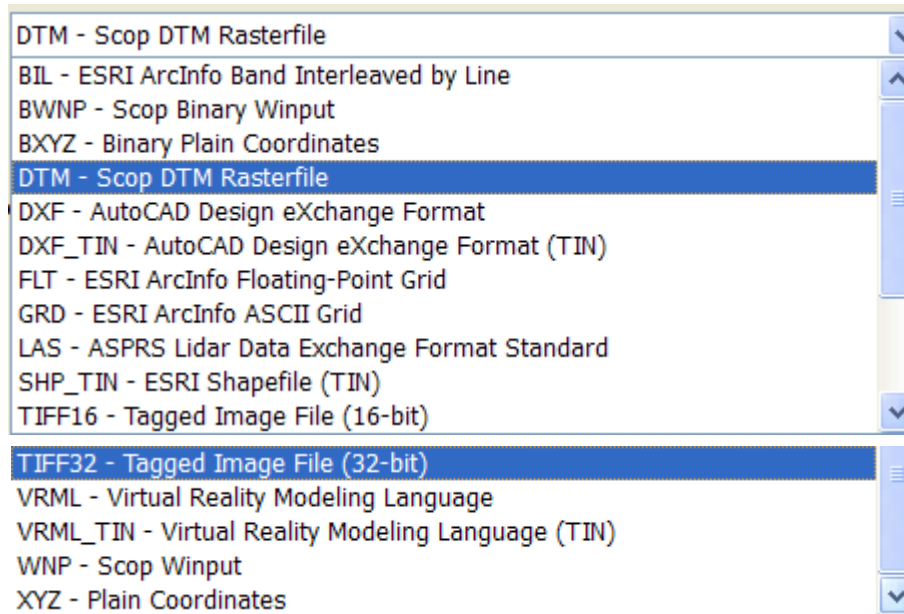 DTM - Scop DTM Rasterfile
BIL - ESRI ArcInfo Band Interleaved by Line
BWNP - Scop Binary Winput
BXYZ - Binary Plain Coordinates
DTM - Scop DTM Rasterfile
DXF - AutoCAD Design eXchange Format
DXF_TIN - AutoCAD Design eXchange Format (TIN)
FLT - ESRI ArcInfo Floating-Point Grid
GRD - ESRI ArcInfo ASCII Grid
LAS - ASPRS Lidar Data Exchange Format Standard
SHP_TIN - ESRI Shapefile (TIN)
TIFF16 - Tagged Image File (16-bit)
TIFF32 - Tagged Image File (32-bit)
VRML - Virtual Reality Modeling Language
VRML_TIN - Virtual Reality Modeling Language (TIN)
WNP - Scop Winput
XYZ - Plain Coordinates